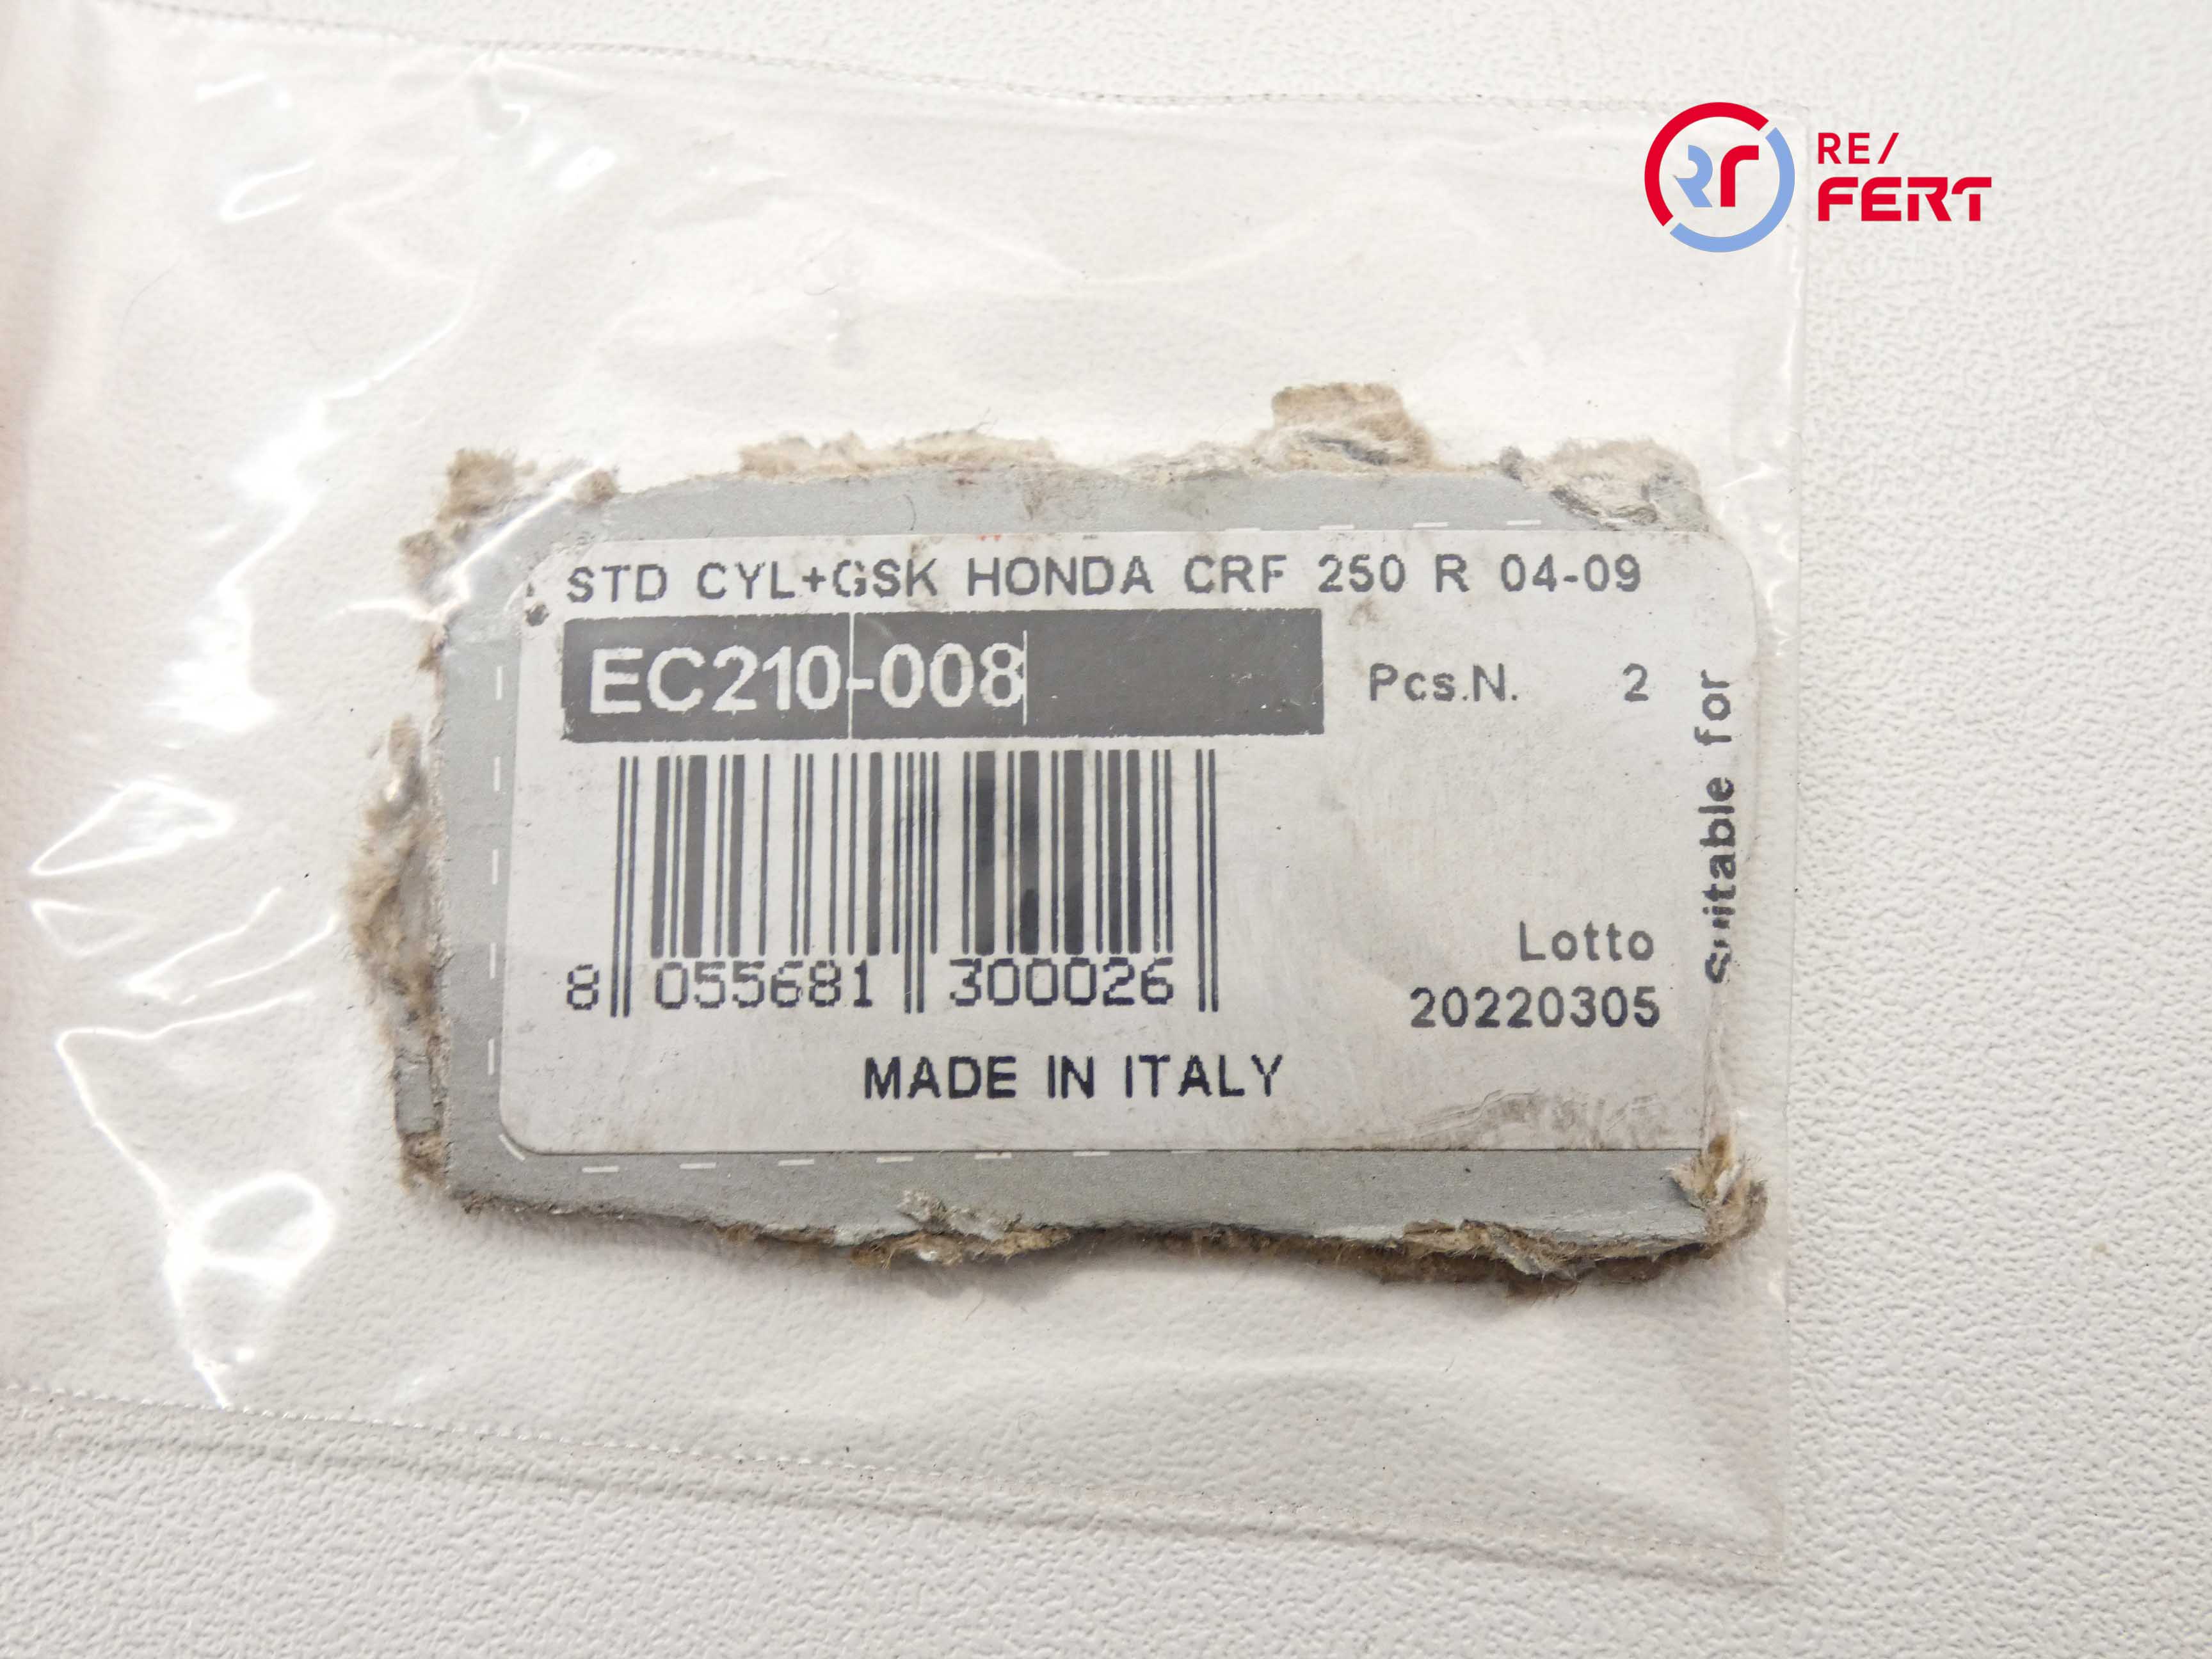 RE/
FERT
STD CYL+GSK HONDA CRF 250 R 04-09
EC210-008
Pcs.N. 2
Suitable for
8 055681 300026
Lotto
20220305
MADE IN ITALY